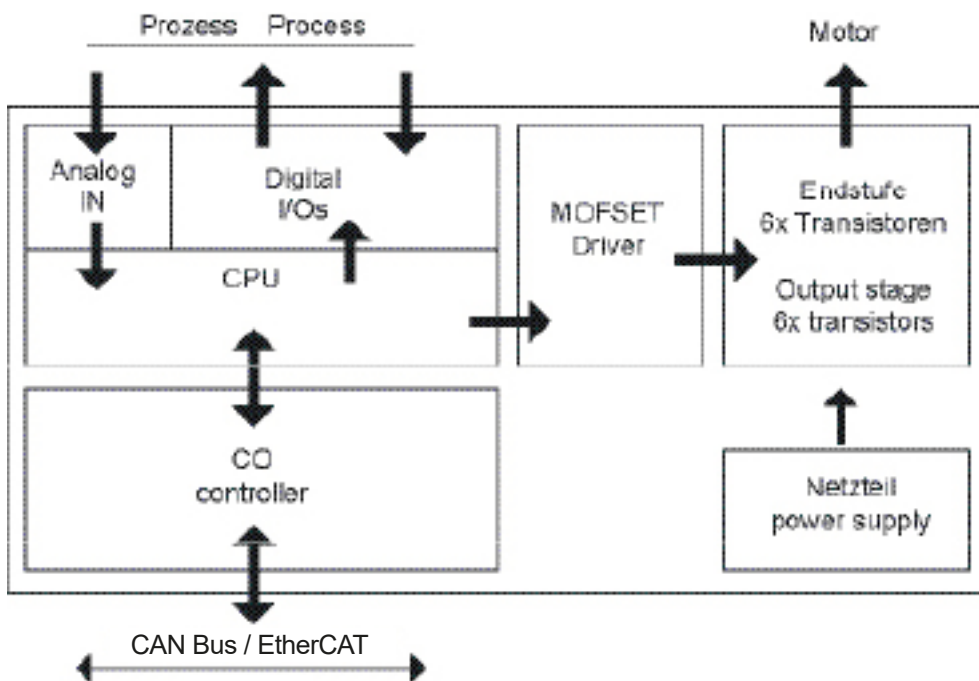 Prozess Process
Motor
Analog
IN
Digital
I/Os
CPU
MOFSET
Driver
Endstufe
6x Transistoren
Output stage
6x transistors
CO
controller
Netzteil
power supply
CAN Bus / EtherCAT